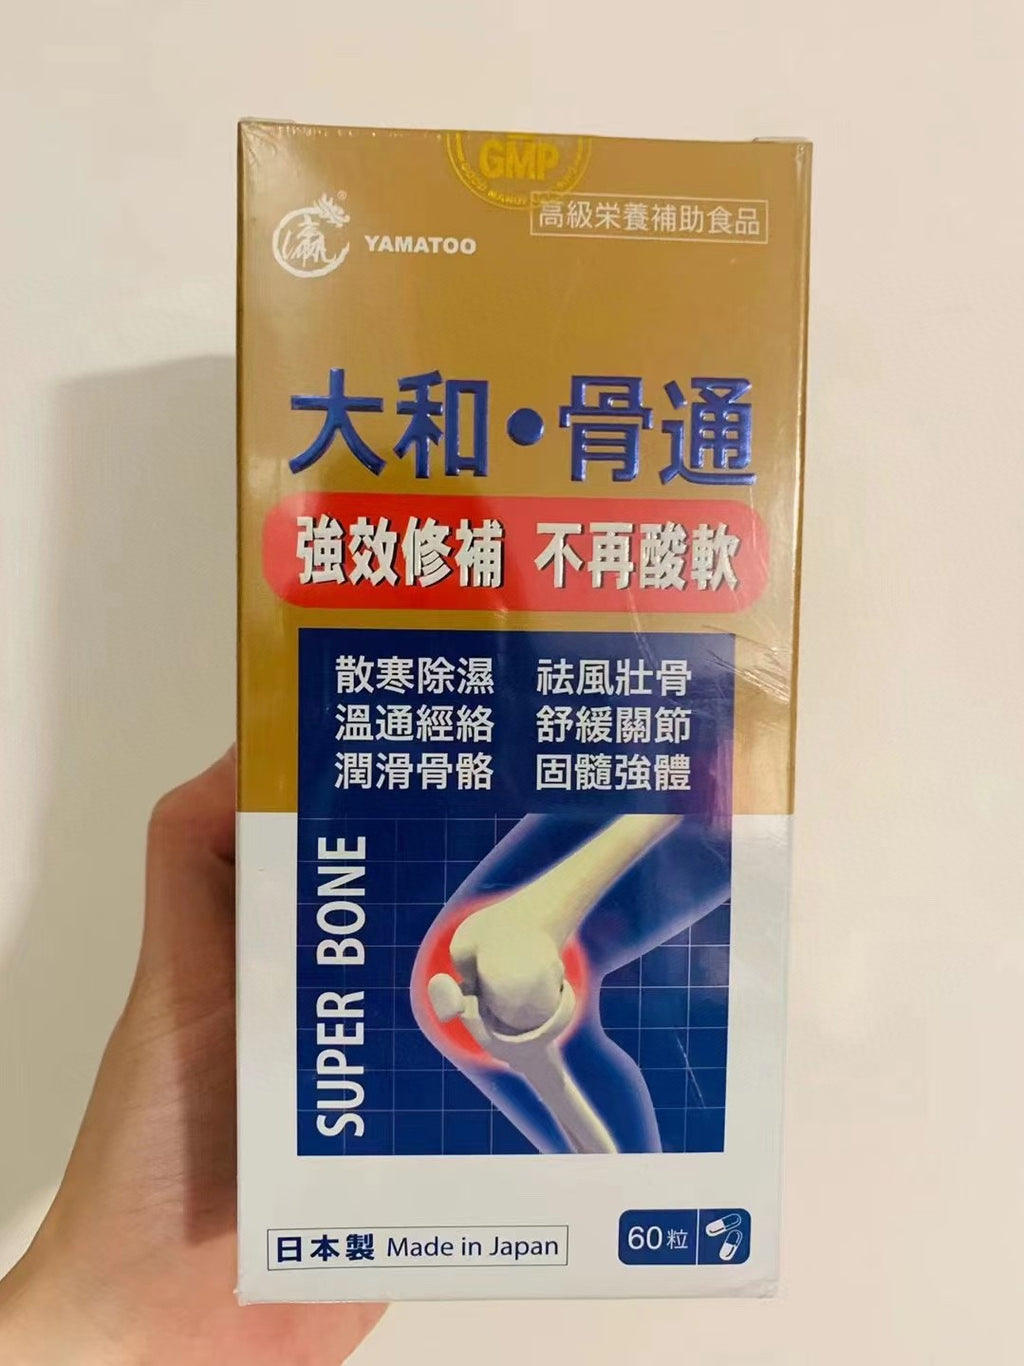 GMP
高級栄養補助食品
瀛
®
YAMATOO
大和·骨通
強效修補 不再酸軟
散寒除濕 祛風壯骨
溫通經絡 舒緩關節
潤滑骨骼 固髓強體
SUPER BONE
日本製 Made in Japan
60粒